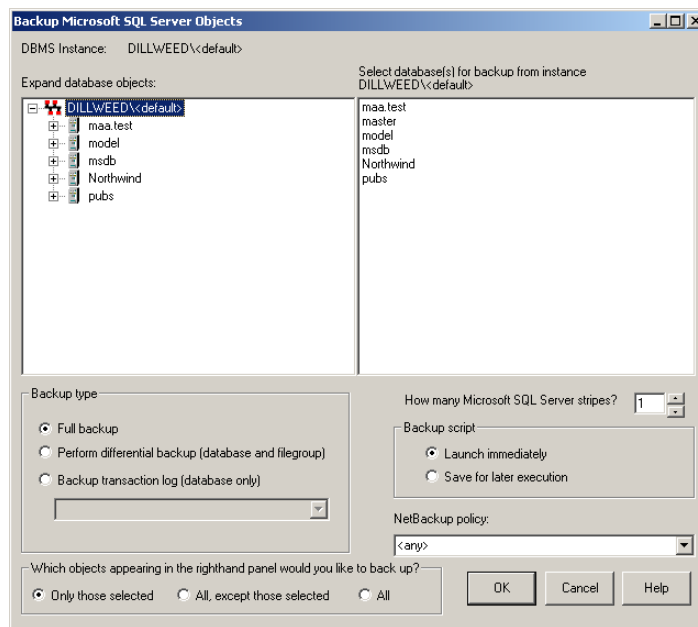 Backup Microsoft SQL Server Objects
DBMS Instance: DILLWEED\<default>
Expand database objects:
Select database(s) for backup from instance
DILLWEED\<default>
DILLWEED\<default>
maa.test
model
msdb
Northwind
pubs
maa.test
master
model
msdb
Northwind
pubs
Backup type
Full backup
Perform differential backup (database and filegroup)
Backup transaction log (database only)
How many Microsoft SQL Server stripes? 1
Backup script
Launch immediately
Save for later execution
NetBackup policy:
<any>
Which objects appearing in the righthand panel would you like to back up?
Only those selected All, except those selected All
OK Cancel Help